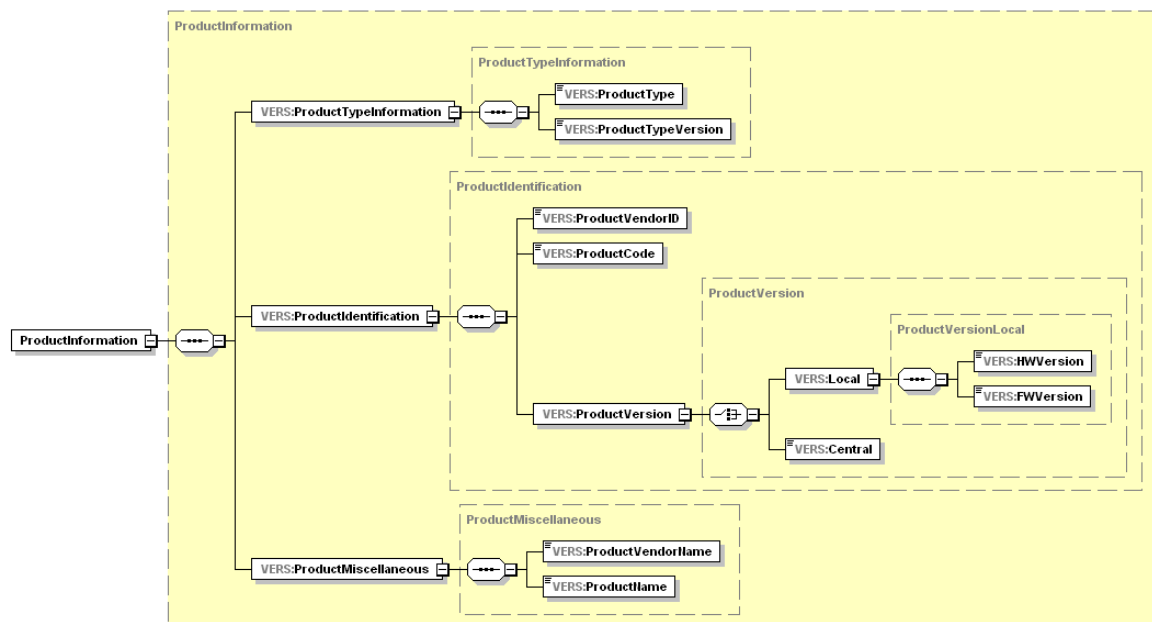 ProductInformation
ProductTypeInformation
VERS:ProductType
VERS:ProductTypeInformation
VERS:ProductTypeVersion
ProductIdentification
VERS:ProductVendorID
VERS:ProductCode
ProductVersion
VERS:ProductIdentification
ProductVersionLocal
ProductInformation
VERS:HWVersion
VERS:Local
VERS:FWVersion
VERS:ProductVersion
VERS:Central
ProductMiscellaneous
VERS:ProductVendorName
VERS:ProductMiscellaneous
VERS:ProductName